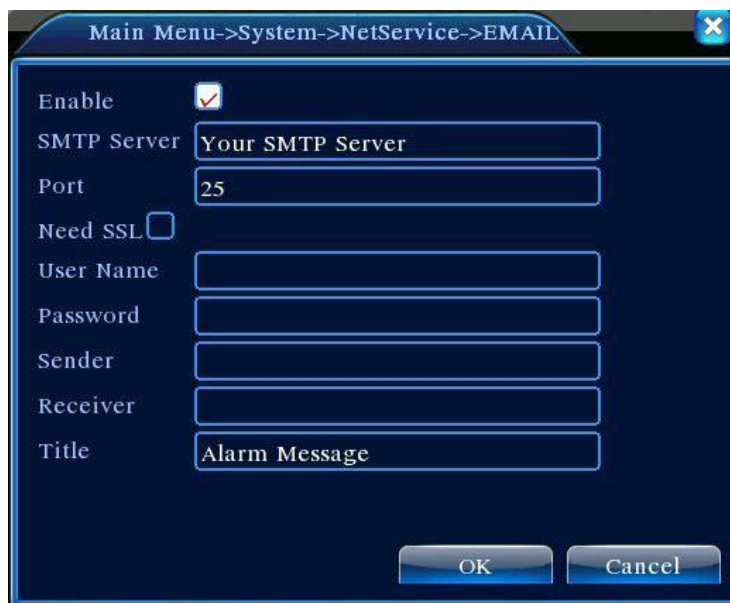 Main Menu->System->NetService->EMAIL
Enable
SMTP Server Your SMTP Server
Port 25
Need SSL
User Name
Password
Sender
Receiver
Title Alarm Message
OK Cancel